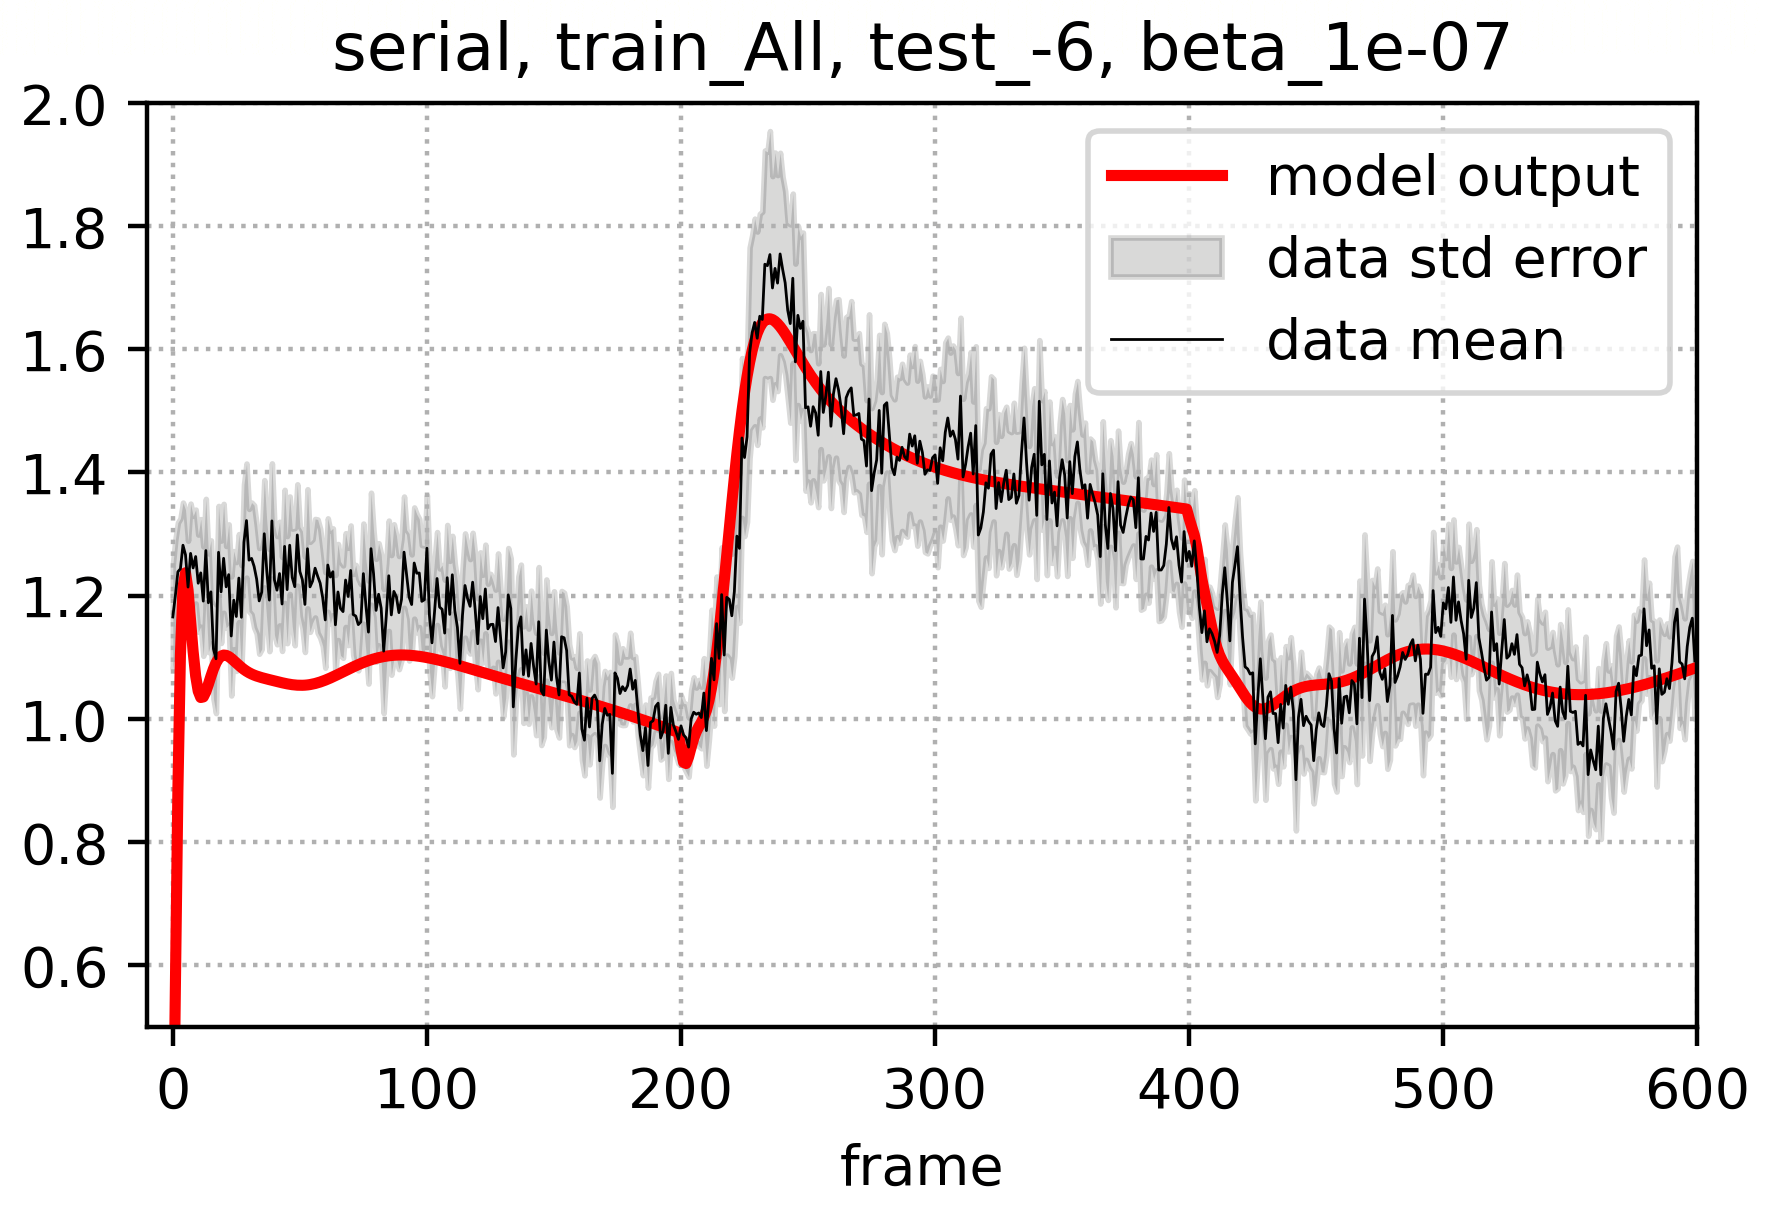 serial, train_All, test_-6, beta_1e-07
2.0
1.8
1.6
1.4
1.2
1.0
0.8
0.6
model output
data std error
data mean
0 100 200 300 400 500 600
frame